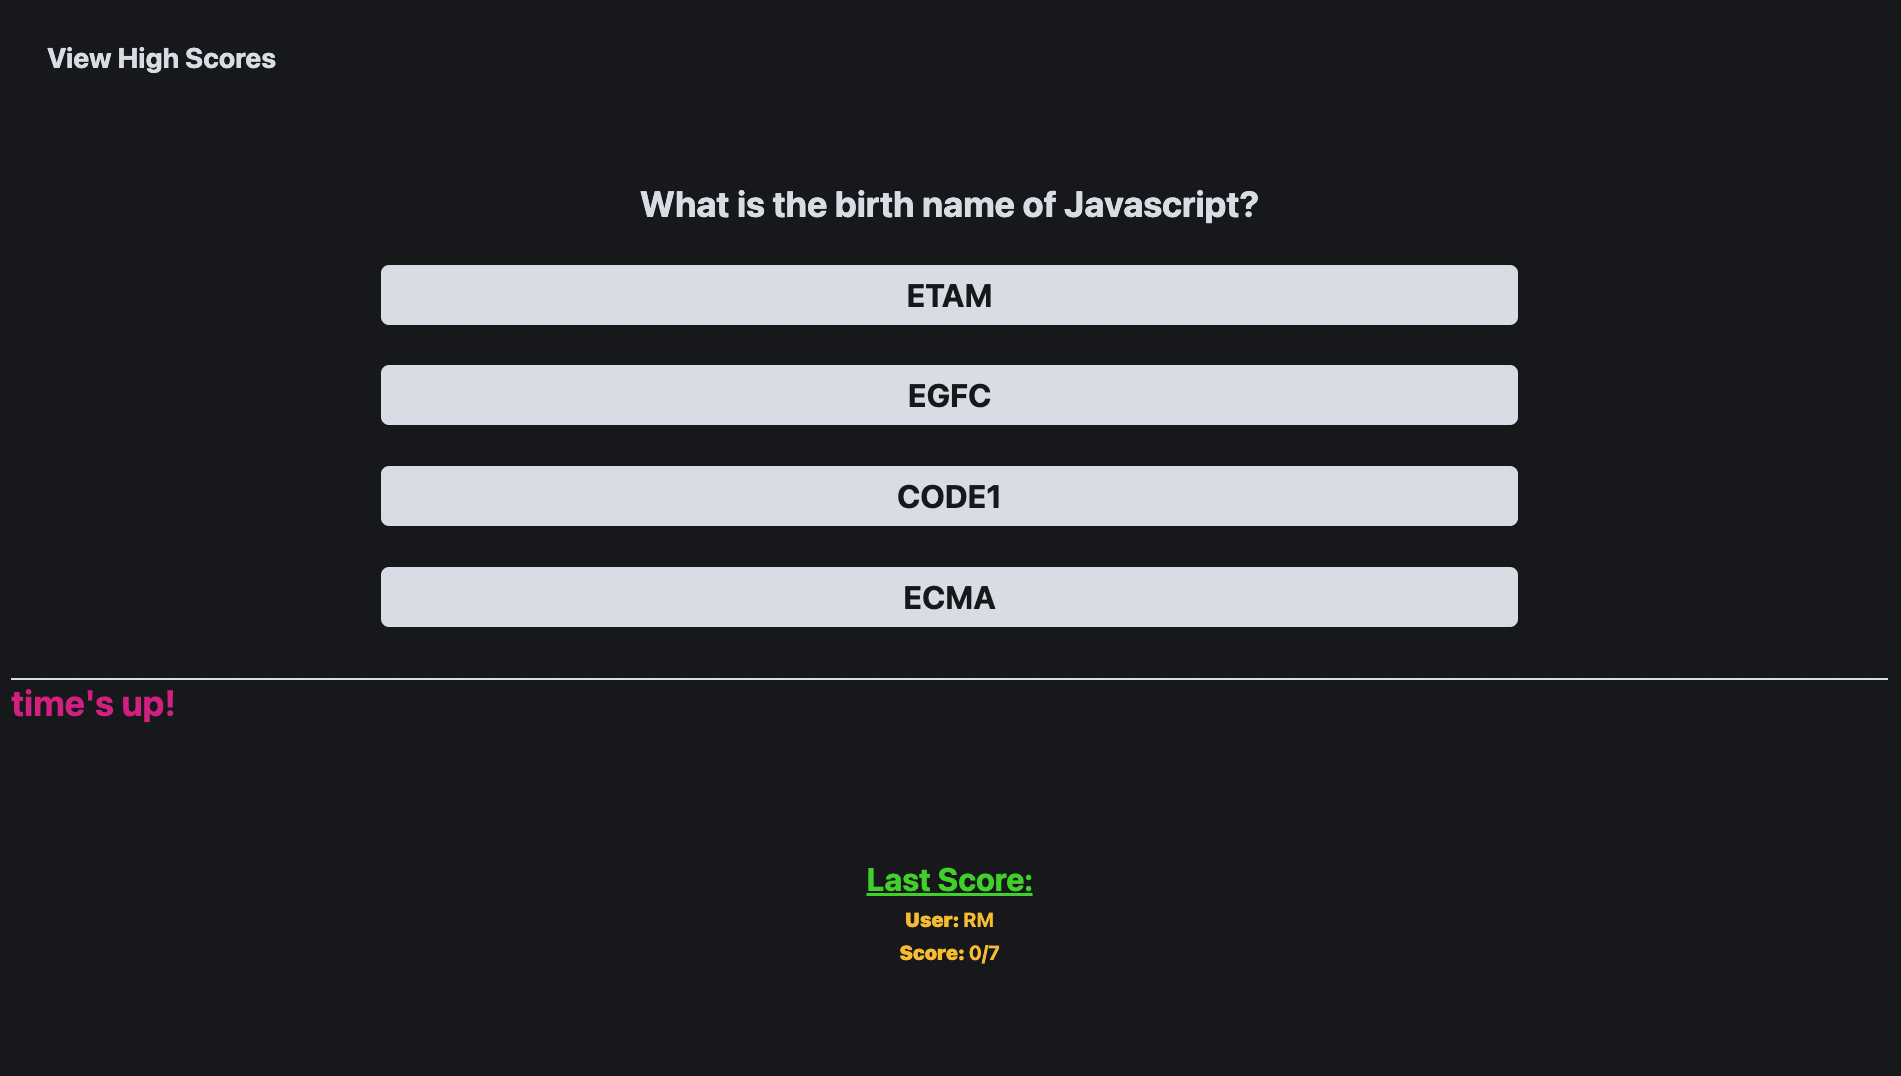 View High Scores
What is the birth name of Javascript?
ETAM
EGFC
CODE1
ECMA
time's up!
Last Score:
User: RM
Score: 0/7